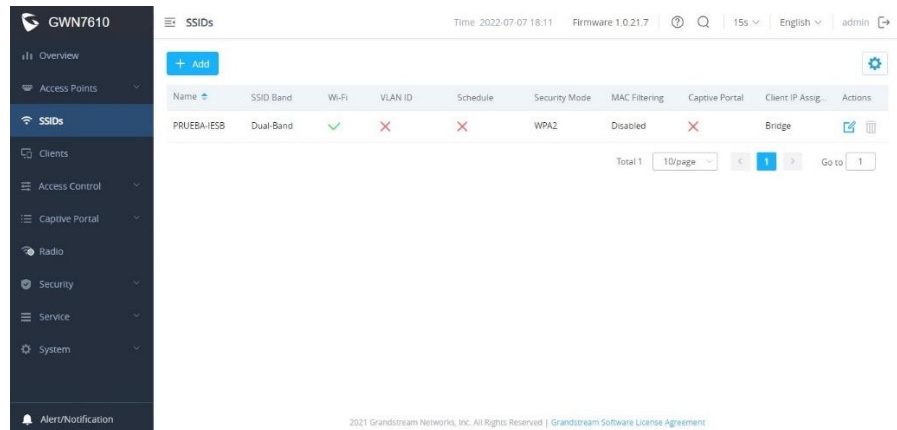 GWN7610
SSIDs
Time 2022-07-07 18:11
Firmware 1.0.21.7
15s
English
admin
Overview
Access Points
SSIDs
Clients
Access Control
Captive Portal
Radio
Security
Service
System
Alert/Notification
+ Add
Name SSID Band Wi-Fi VLAN ID Schedule Security Mode MAC Filtering Captive Portal Client IP Assig... Actions
PRUEBA-IESB Dual-Band WPA2 Disabled Bridge
Total 1 10/page < 1 > Go to 1
2021 Grandstream Networks, Inc. All Rights Reserved | Grandstream Software License Agreement